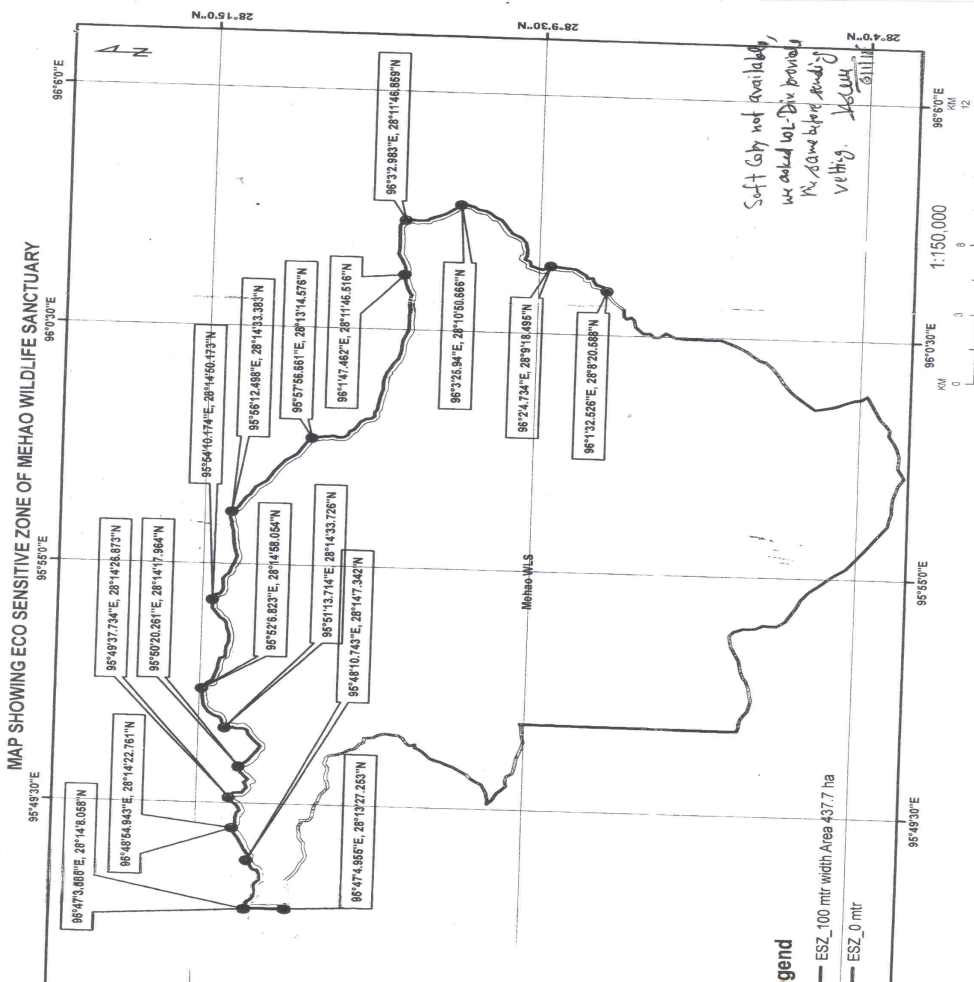 MAP SHOWING ECO SENSITIVE ZONE OF MEHAO WILDLIFE SANCTUARY
95°49'30"E
95°55'0"E
96°0'30"E
96°6'0"E
28°15'0"N
28°9'30"N
28°4'0"N
N
95°47'3.666"E, 28°14'8.058"N
96°48'54.943"E, 28°14'22.761"N
95°49'37.734"E, 28°14'26.873"N
95°50'20.261"E, 28°14'17.964"N
95°54'10.174"E, 28°14'50.173"N
95°56'12.498"E, 28°14'33.383"N
95°57'56.661"E, 28°13'14.576"N
96°1'47.462"E, 28°11'46.516"N
96°3'2.983"E, 28°11'46.859"N
95°52'6.823"E, 28°14'58.054"N
95°51'13.714"E, 28°14'33.726"N
95°48'10.743"E, 28°14'7.342"N
95°47'4.955"E, 28°13'27.253"N
96°3'25.94"E, 28°10'50.666"N
96°2'4.734"E, 28°9'18.495"N
96°1'32.526"E, 28°8'20.588"N
Mehao WLS
Soft Copy not available,
we asked WL-Div provide
the same before sending
vetting.
95°49'30"E
95°55'0"E
96°0'30"E
96°6'0"E
gend
ESZ_100 mtr width Area 437.7 ha
ESZ_0 mtr
1:150,000
KM
0 3 6 12
KM